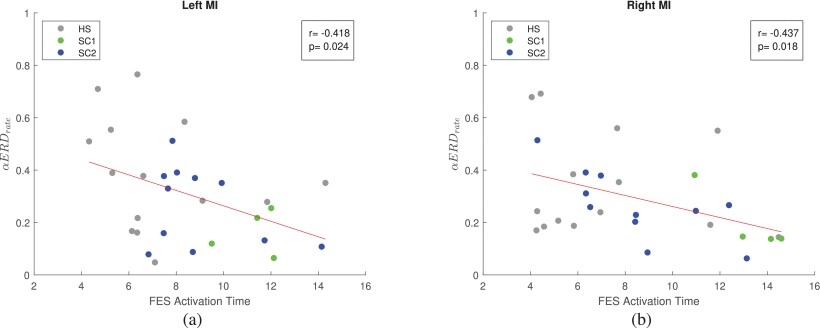 Left MI
1
0.8
0.6
0.4
0.2
0
αERD_rate
HS
SC1
SC2
r= -0.418
p= 0.024
2 4 6 8 10 12 14 16
FES Activation Time
(a)
Right MI
1
0.8
0.6
0.4
0.2
0
αERD_rate
HS
SC1
SC2
r= -0.437
p= 0.018
2 4 6 8 10 12 14 16
FES Activation Time
(b)